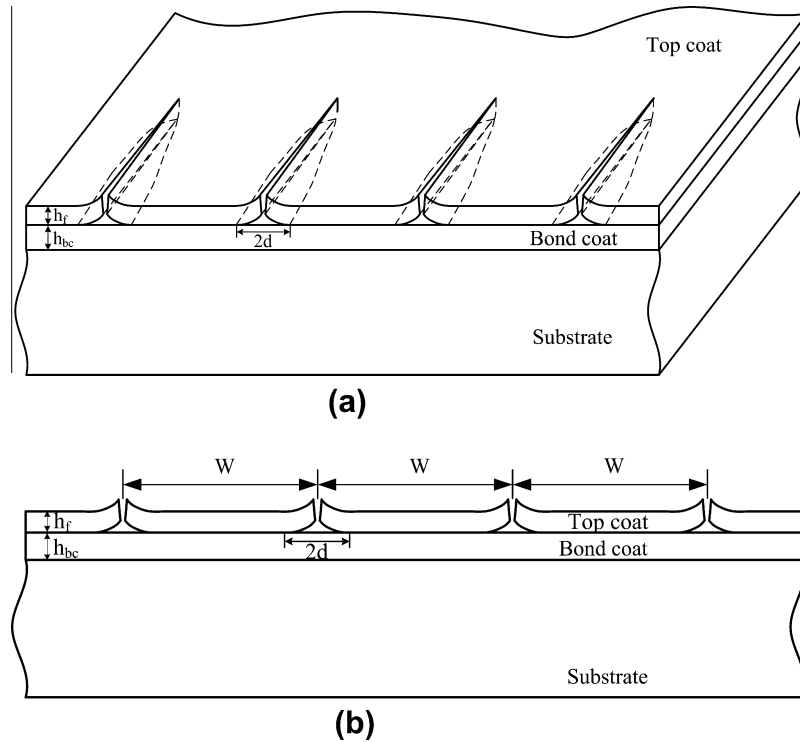 Top coat
h_f
h_bc
2d
Bond coat
Substrate
(a)
W W W
h_f
Top coat
h_bc
2d
Bond coat
Substrate
(b)